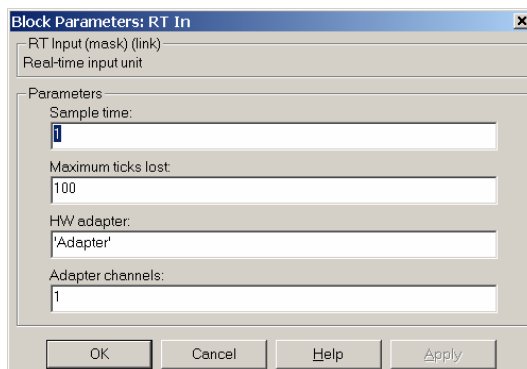 Block Parameters: RT In
RT Input (mask) (link)
Real-time input unit
Parameters
Sample time:
1
Maximum ticks lost:
100
HW adapter:
'Adapter'
Adapter channels:
1
OK Cancel Help Apply